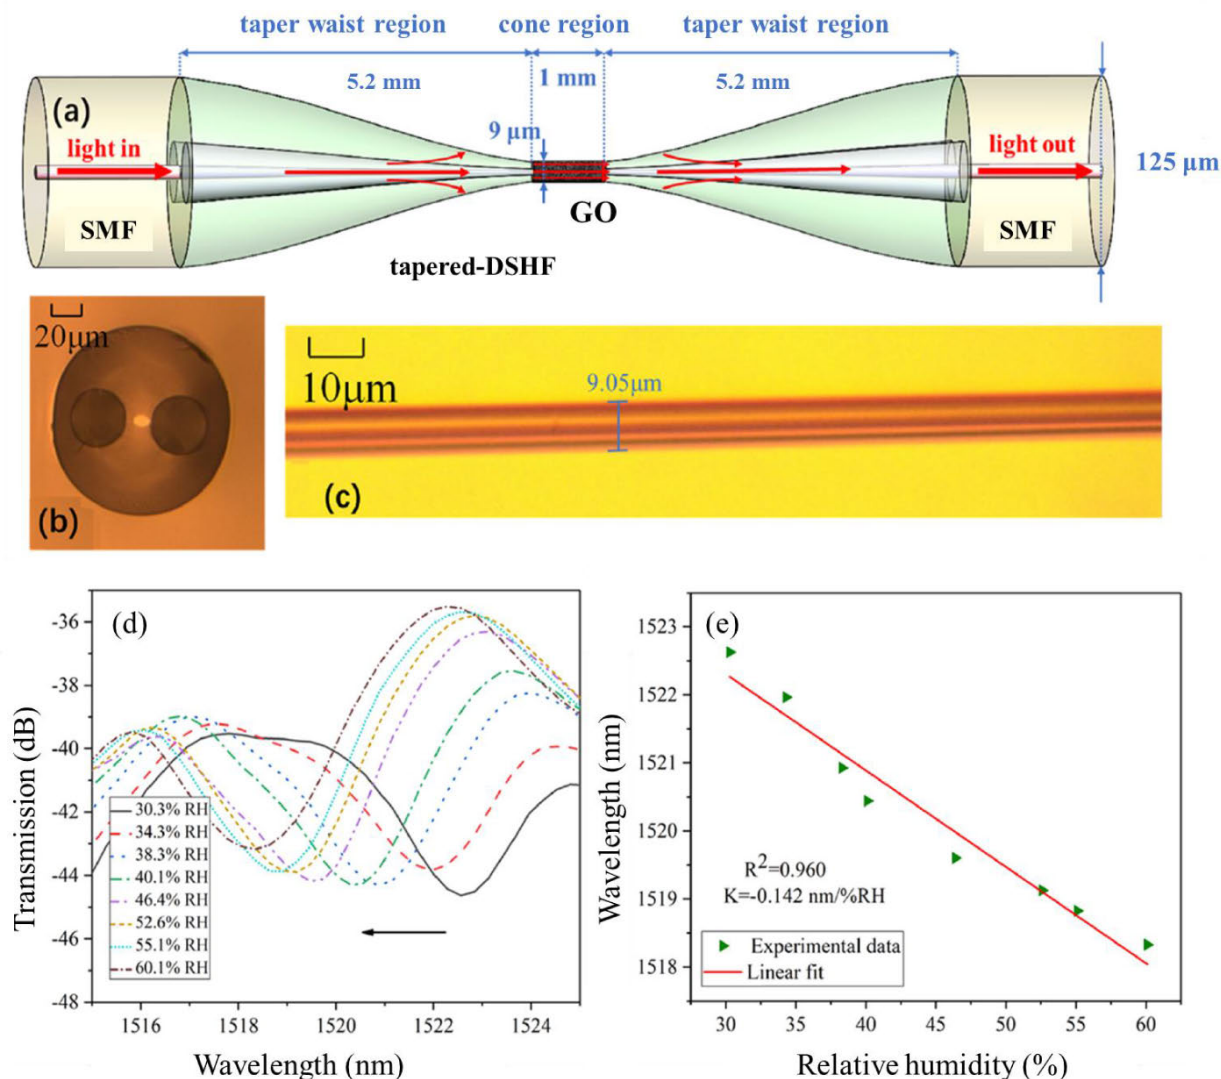 taper waist region cone region taper waist region
5.2 mm 1 mm 5.2 mm
(a)
9 μm
light in
light out
125 μm
SMF
GO
SMF
tapered-DSHF
20μm
(b)
10μm
9.05μm
(c)
(d)
-36
-38
-40
-42
-44
-46
-48
Transmission (dB)
30.3% RH
34.3% RH
38.3% RH
40.1% RH
46.4% RH
52.6% RH
55.1% RH
60.1% RH
1516 1518 1520 1522 1524
Wavelength (nm)
(e)
1523
1522
1521
1520
1519
1518
Wavelength (nm)
R2=0.960
K=-0.142 nm/%RH
Experimental data
Linear fit
30 35 40 45 50 55 60
Relative humidity (%)